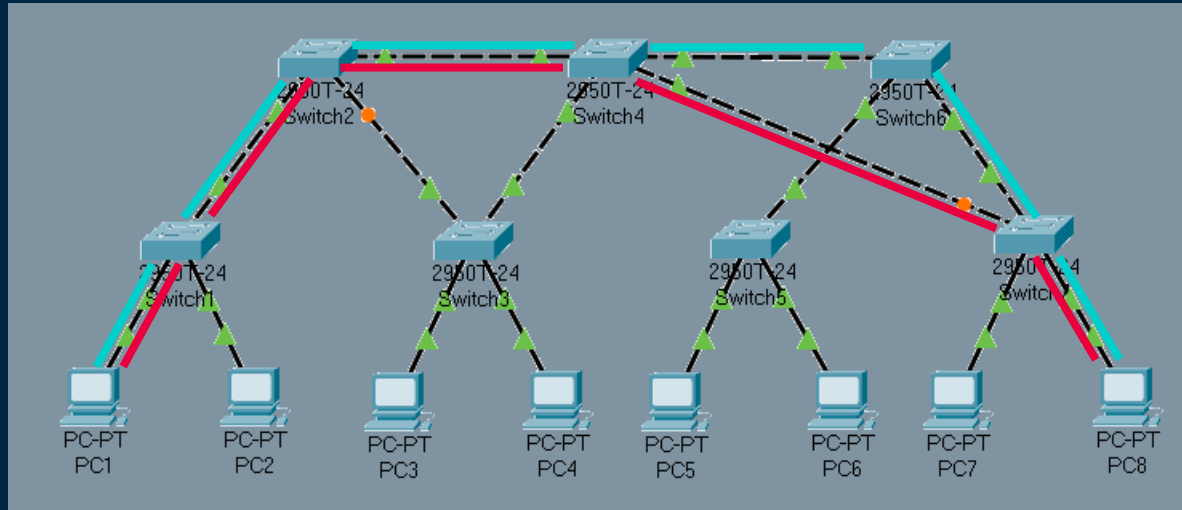 2950T-24
Switch2
2950T-24
Switch4
2950T-24
Switch6
2950T-24
Switch1
2950T-24
Switch3
2950T-24
Switch5
2950T-24
PC-PT
PC1
PC-PT
PC2
PC-PT
PC3
PC-PT
PC4
PC-PT
PC5
PC-PT
PC6
PC-PT
PC7
PC-PT
PC8